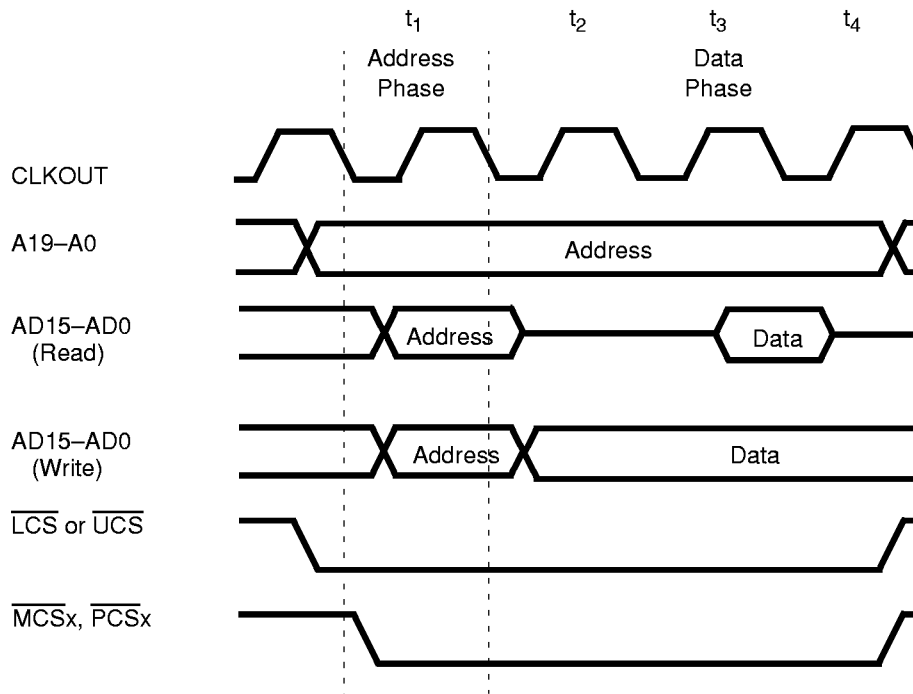 t1 t2 t3 t4
Address Data
Phase Phase
CLKOUT
A19–A0 Address
AD15–AD0
(Read) Address Data
AD15–AD0
(Write) Address Data
LCS or UCS
MCSx, PCSx